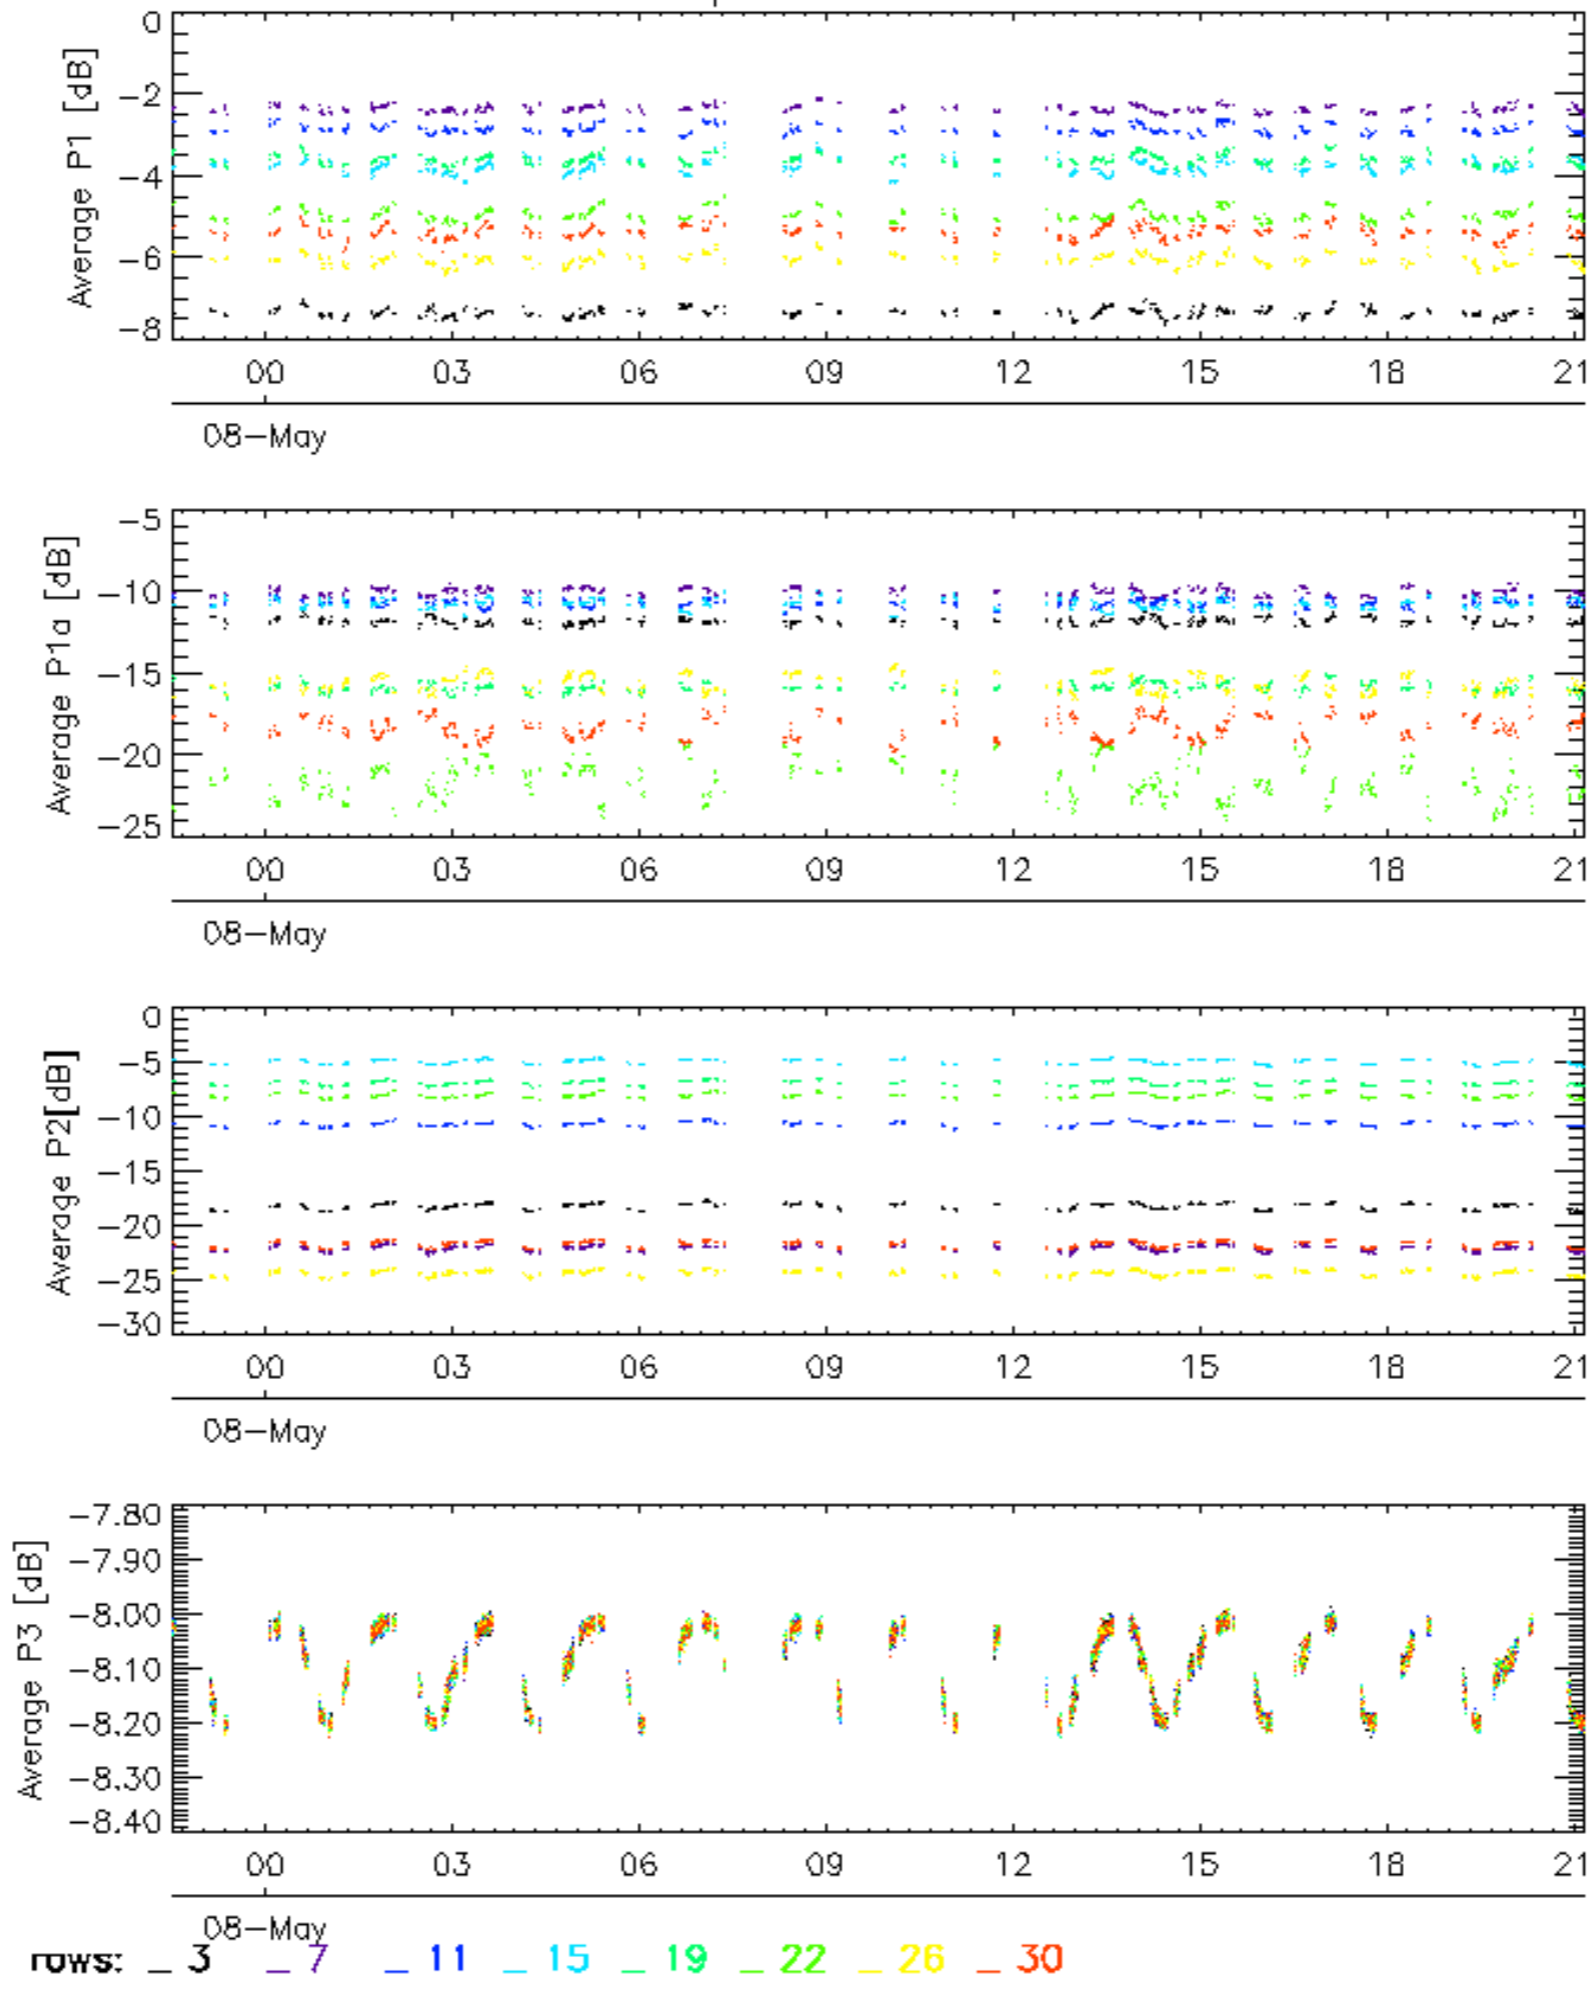 Average P1 [dB]
0
−2
−4
−6
−8
00 03 06 09 12 15 18 21
08−May
Average P1a [dB]
−5
−10
−15
−20
−25
00 03 06 09 12 15 18 21
08−May
Average P2[dB]
0
−5
−10
−15
−20
−25
−30
00 03 06 09 12 15 18 21
08−May
Average P3 [dB]
−7.80
−7.90
−8.00
−8.10
−8.20
−8.30
−8.40
00 03 06 09 12 15 18 21
08−May
rows: _ 3 _ 7 _ 11 _ 15 _ 19 _ 22 _ 26 _ 30